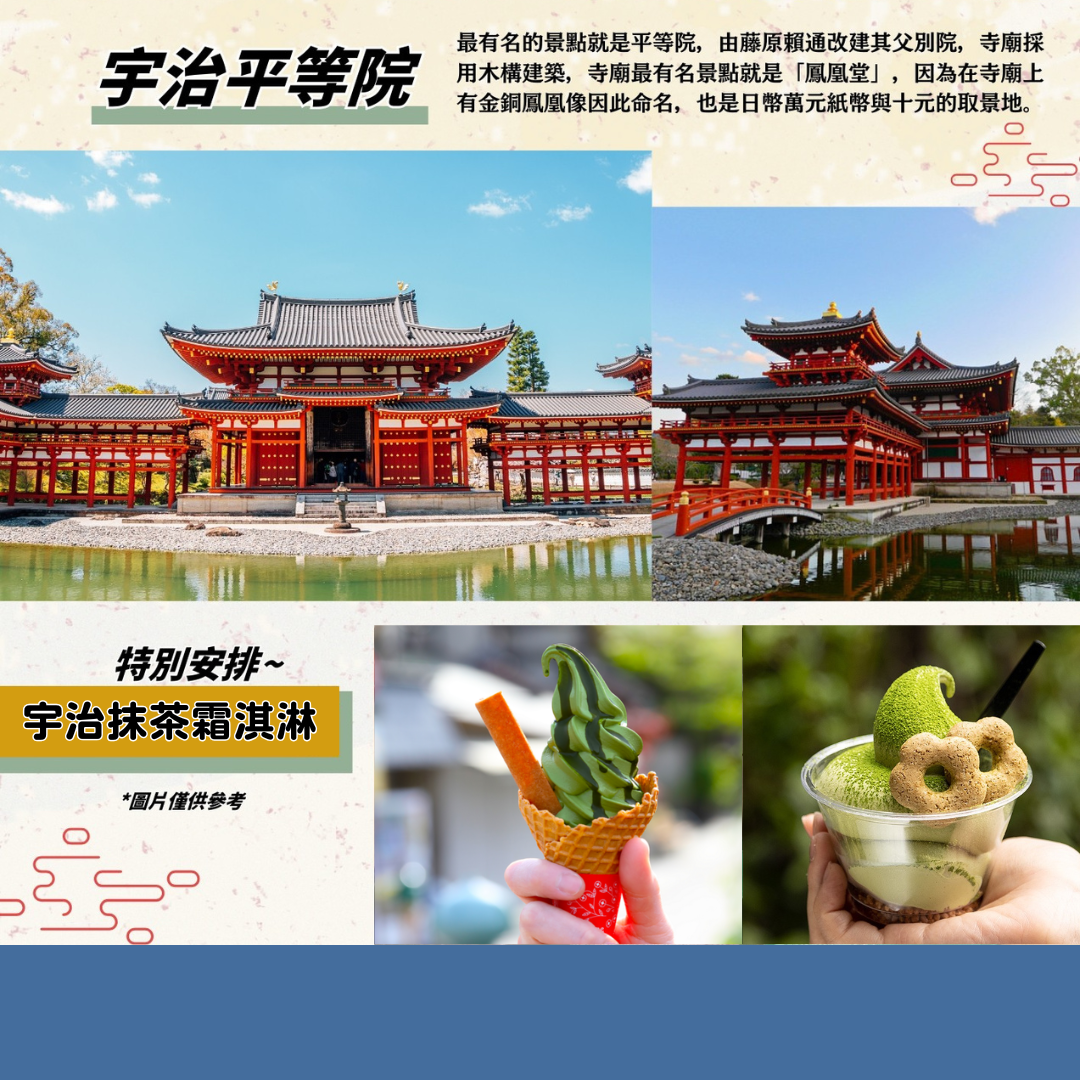 宇治平等院
最有名的景點就是平等院，由藤原賴通改建其父別院，寺廟採
用木構建築，寺廟最有名景點就是「鳳凰堂」，因為在寺廟上
有金銅鳳凰像因此命名，也是日幣萬元紙幣與十元的取景地。
特別安排~
宇治抹茶霜淇淋
*圖片僅供參考